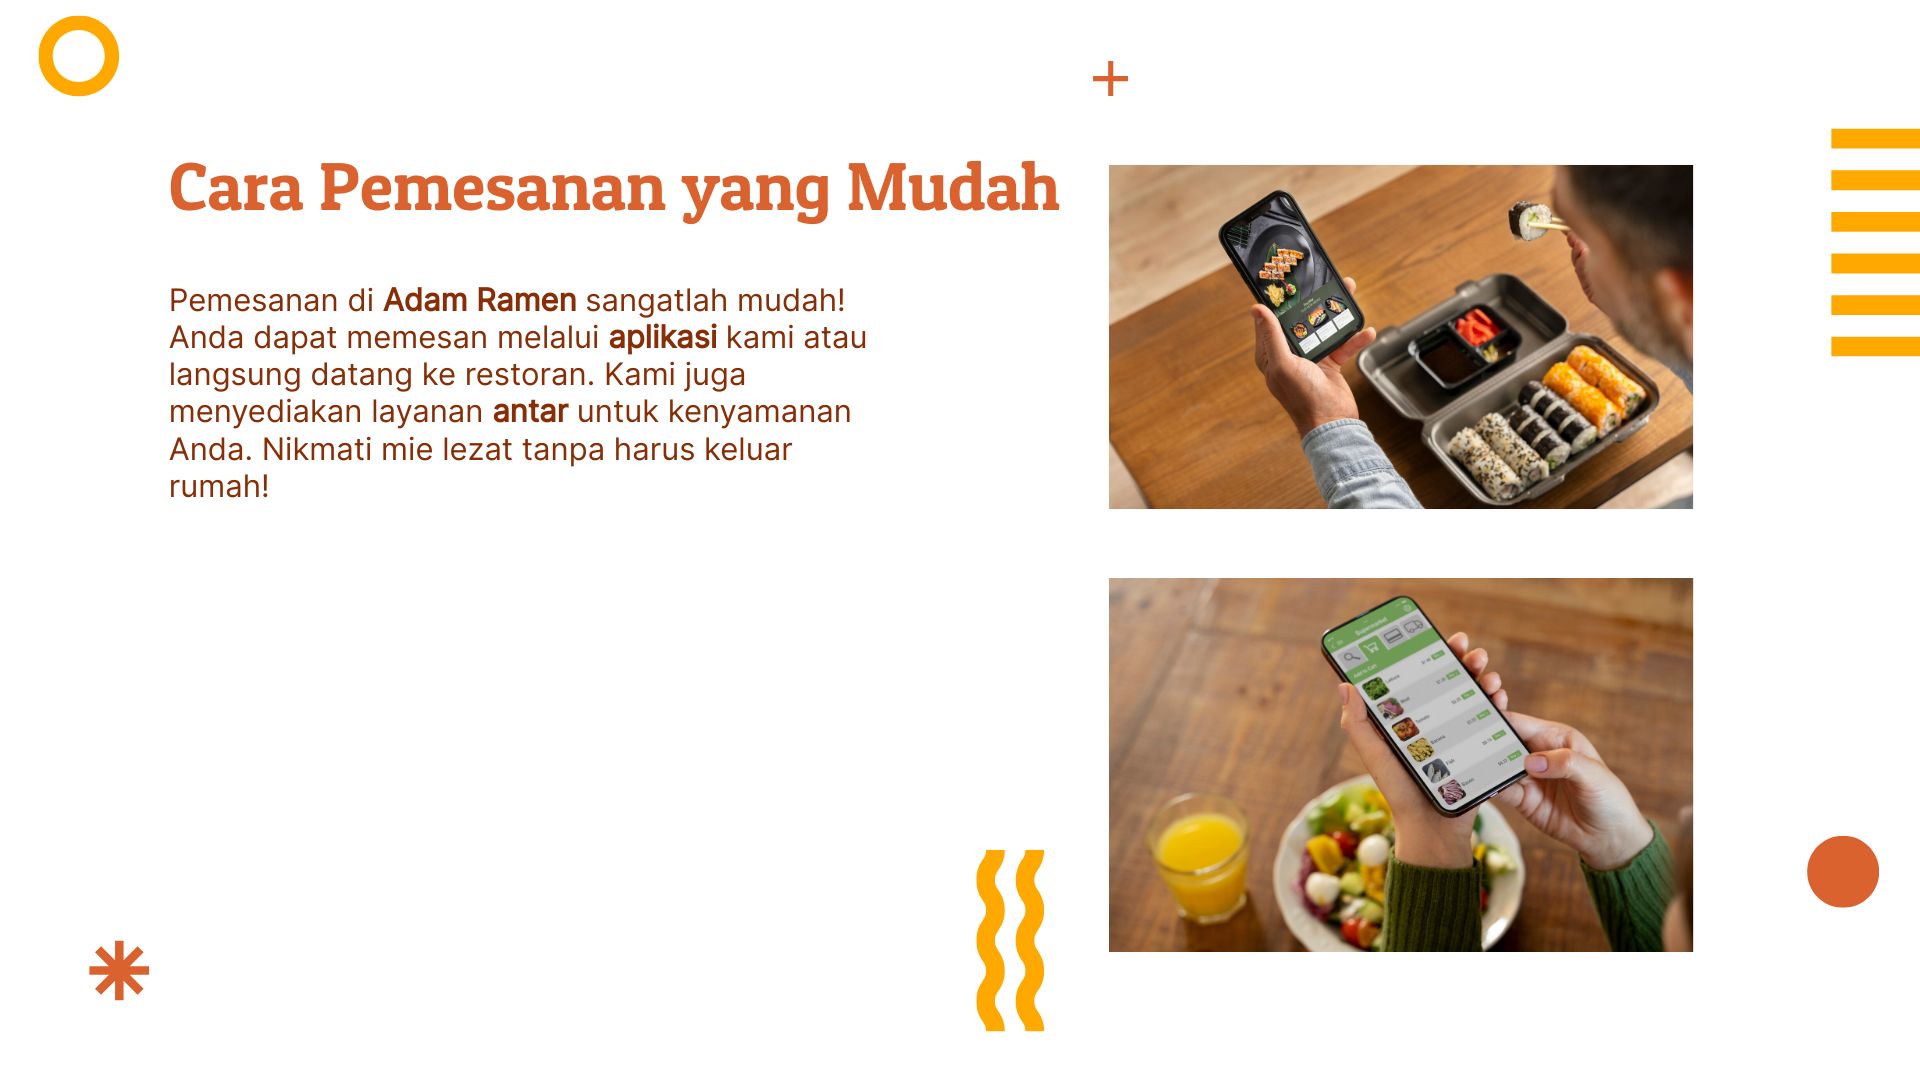 Cara Pemesanan yang Mudah
Pemesanan di Adam Ramen sangatlah mudah!
Anda dapat memesan melalui aplikasi kami atau
langsung datang ke restoran. Kami juga
menyediakan layanan antar untuk kenyamanan
Anda. Nikmati mie lezat tanpa harus keluar
rumah!
Supermarket